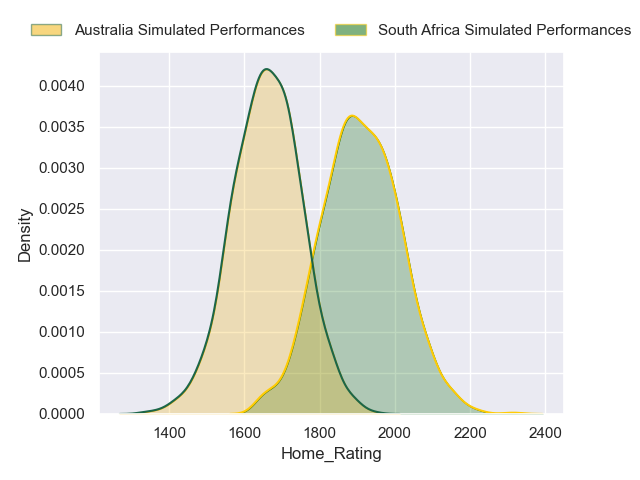 Australia Simulated Performances South Africa Simulated Performances
0.0040
0.0035
0.0030
0.0025
0.0020
0.0015
0.0010
0.0005
0.0000
Density
1400 1600 1800 2000 2200 2400
Home_Rating